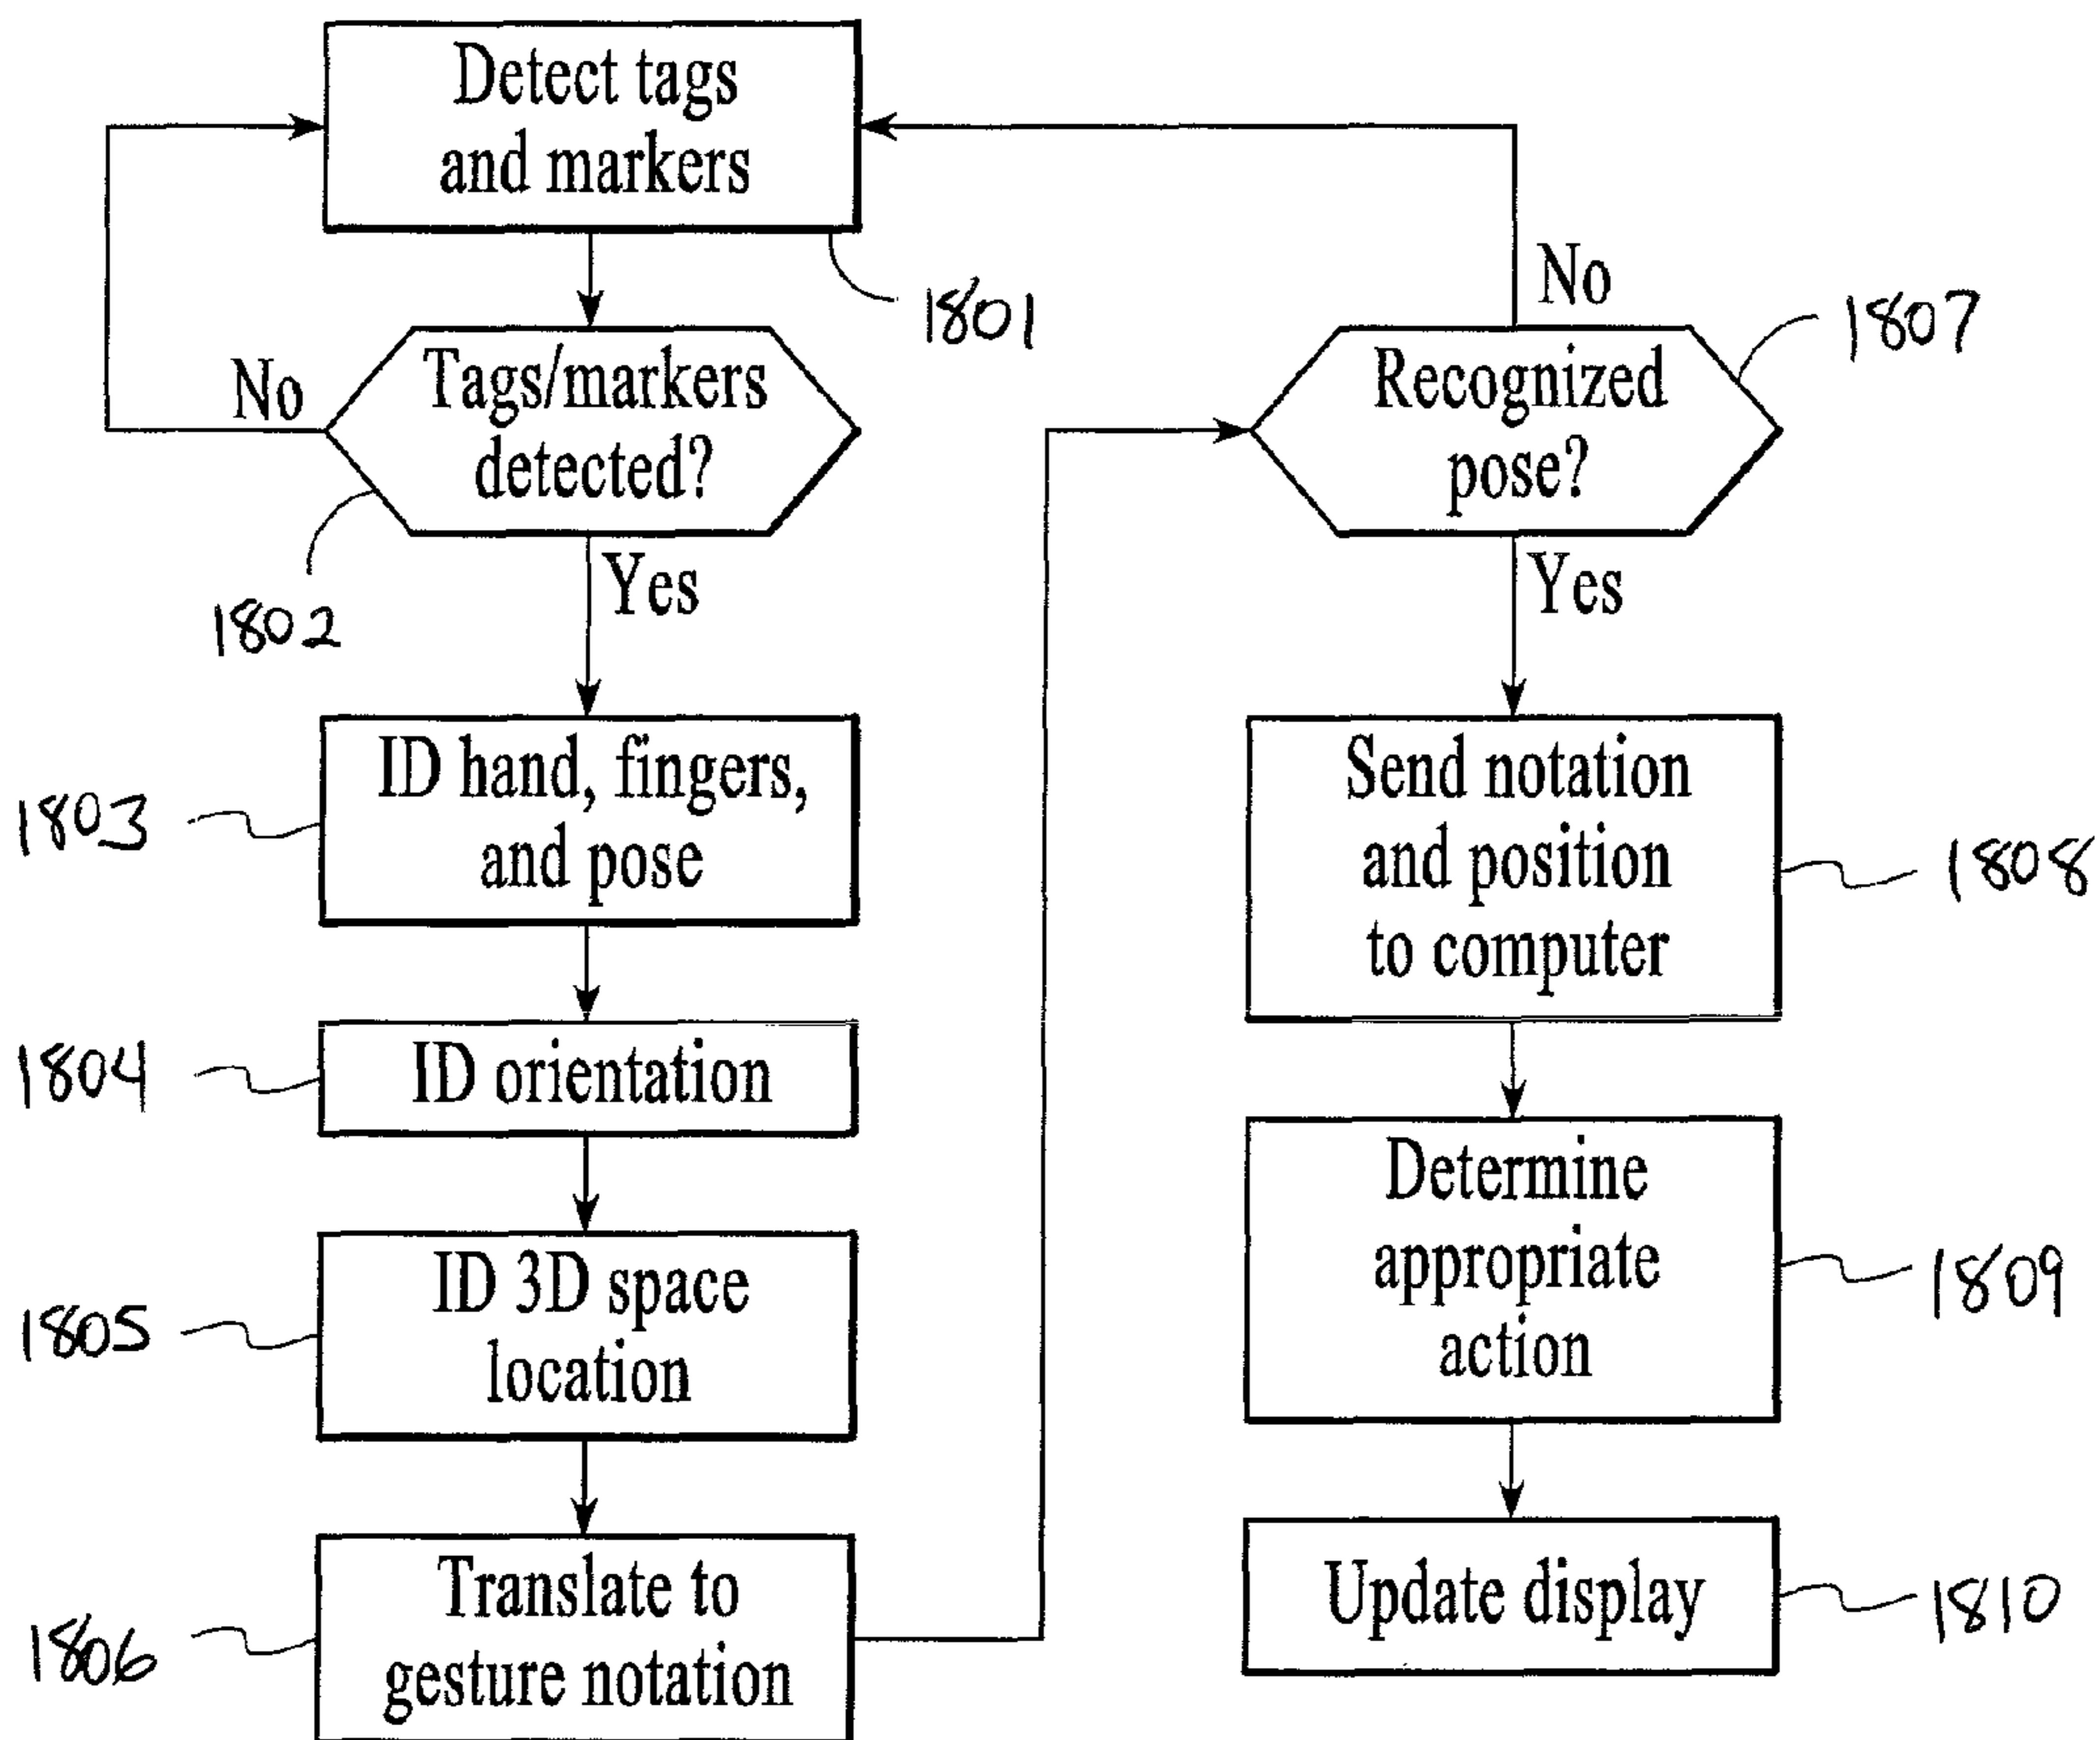 Detect tags
and markers
1801
No
Tags/markers
detected?
1802
Yes
ID hand, fingers,
and pose
1803
ID orientation
1804
ID 3D space
location
1805
Translate to
gesture notation
1806
No
Recognized
pose?
1807
Yes
Send notation
and position
to computer
1808
Determine
appropriate
action
1809
Update display
1810